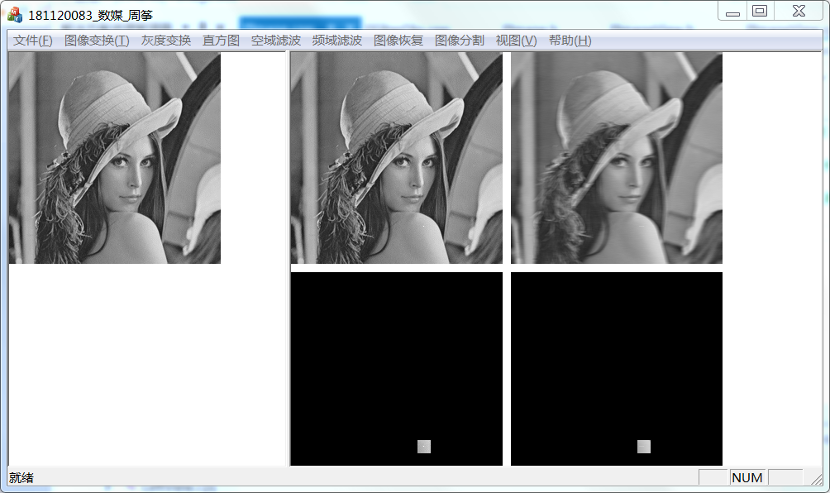 181120083_数媒_周筝
文件(F) 图像变换(T) 灰度变换 直方图 空域滤波 频域滤波 图像恢复 图像分割 视图(V) 帮助(H)
就绪 NUM